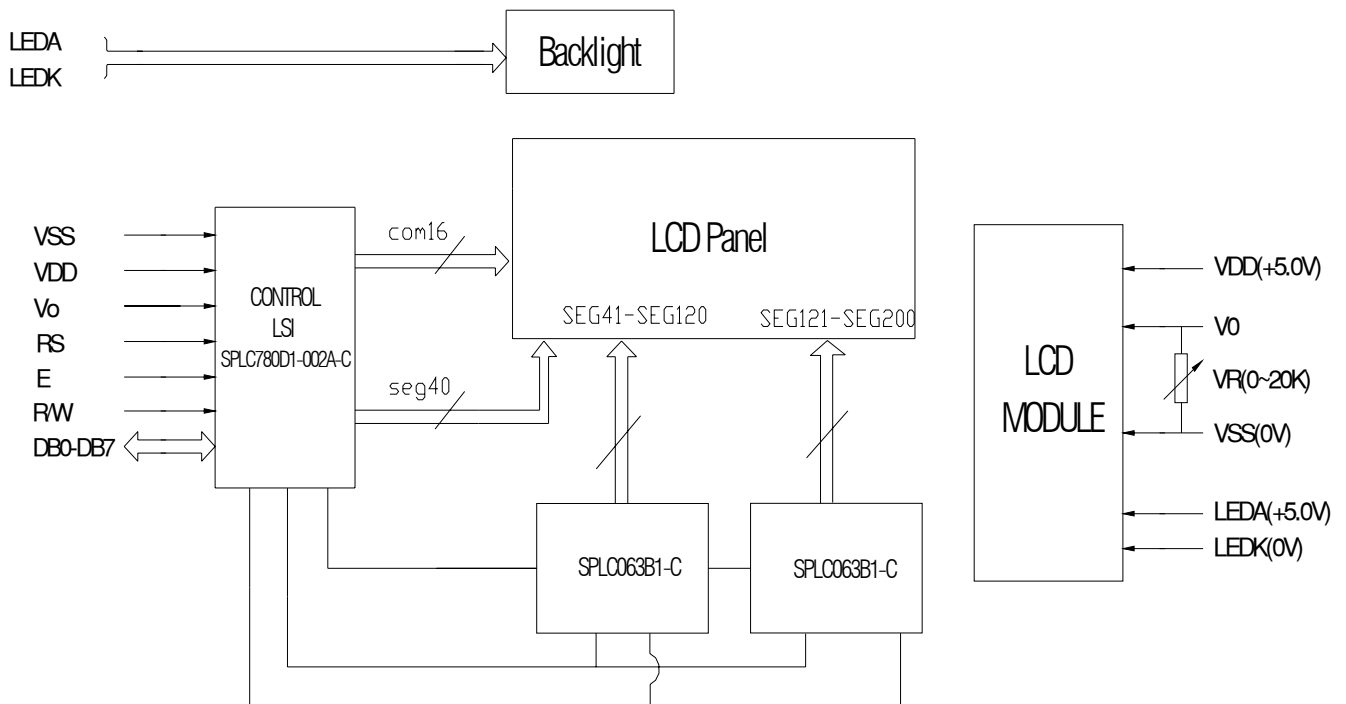 LEDA
LEDK
Backlight
VSS
VDD
Vo
RS
E
R/W
DB0-DB7
CONTROL
LSI
SPLC780D1-002A-C
com16
seg40
LCD Panel
SEG41-SEG120
SEG121-SEG200
SPLC063B1-C
SPLC063B1-C
LCD
MODULE
VDD(+5.0V)
V0
VR(0~20K)
VSS(0V)
LEDA(+5.0V)
LEDK(0V)